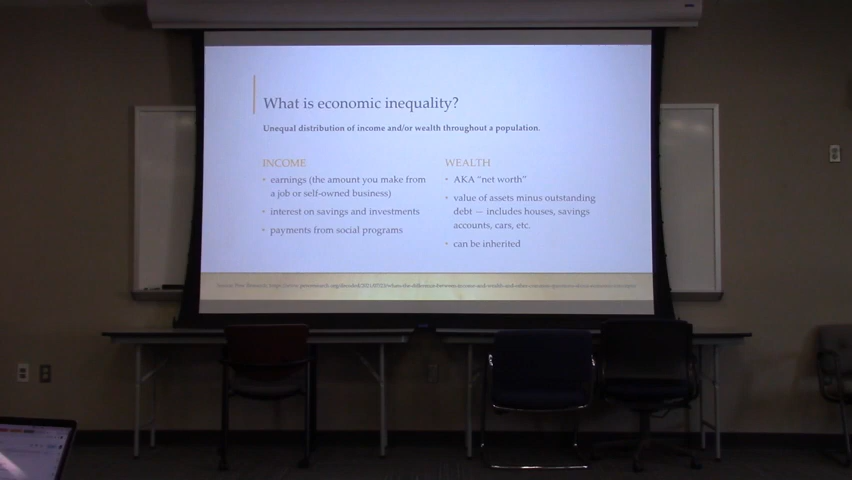 What is economic inequality?
Unequal distribution of income and/or wealth throughout a population.
INCOME
• earnings (the amount you make from
a job or self-owned business)
• interest on savings and investments
• payments from social programs
WEALTH
• AKA “net worth”
• value of assets minus outstanding
debt — includes houses, savings
accounts, cars, etc.
• can be inherited